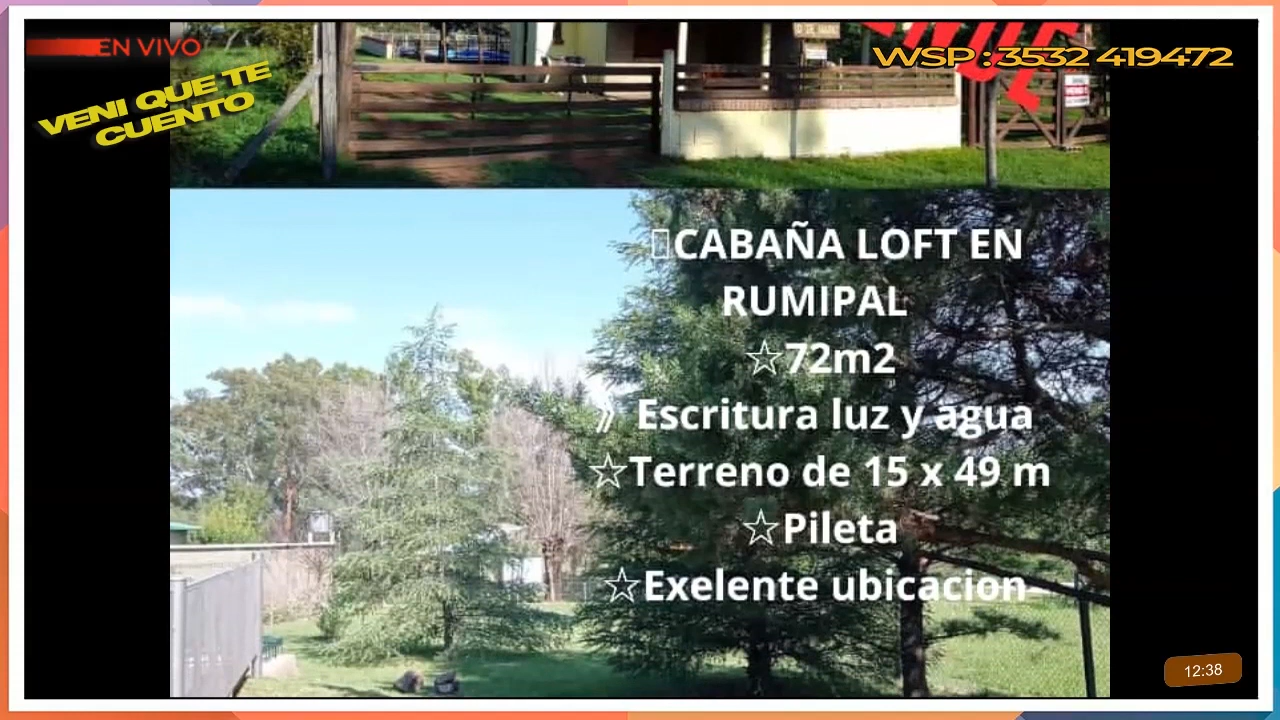 EN VIVO
VENI QUE TE
CUENTO
WSP : 3532 419472
CABAÑA LOFT EN
RUMIPAL
☆72m2
》 Escritura luz y agua
☆Terreno de 15 x 49 m
☆Pileta
☆Exelente ubicacion
12:38